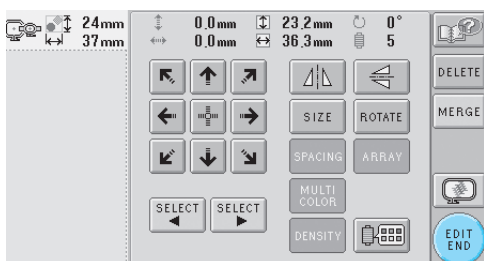 24mm 0.0mm 23.2mm 0°
37mm 0.0mm 36.3mm 5
DELETE
SIZE ROTATE MERGE
SPACING ARRAY
MULTI
COLOR
SELECT SELECT
DENSITY EDIT
END